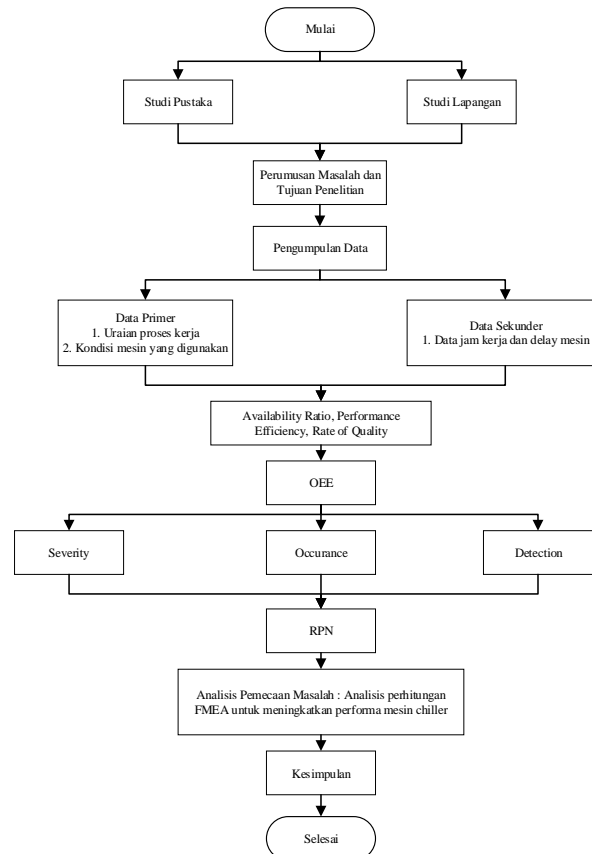 Mulai
Studi Pustaka
Studi Lapangan
Perumusan Masalah dan
Tujuan Penelitian
Pengumpulan Data
Data Primer
1. Uraian proses kerja
2. Kondisi mesin yang digunakan
Data Sekunder
1. Data jam kerja dan delay mesin
Availability Ratio, Performance
Efficiency, Rate of Quality
OEE
Severity
Occurance
Detection
RPN
Analisis Pemecaan Masalah : Analisis perhitungan
FMEA untuk meningkatkan performa mesin chiller
Kesimpulan
Selesai